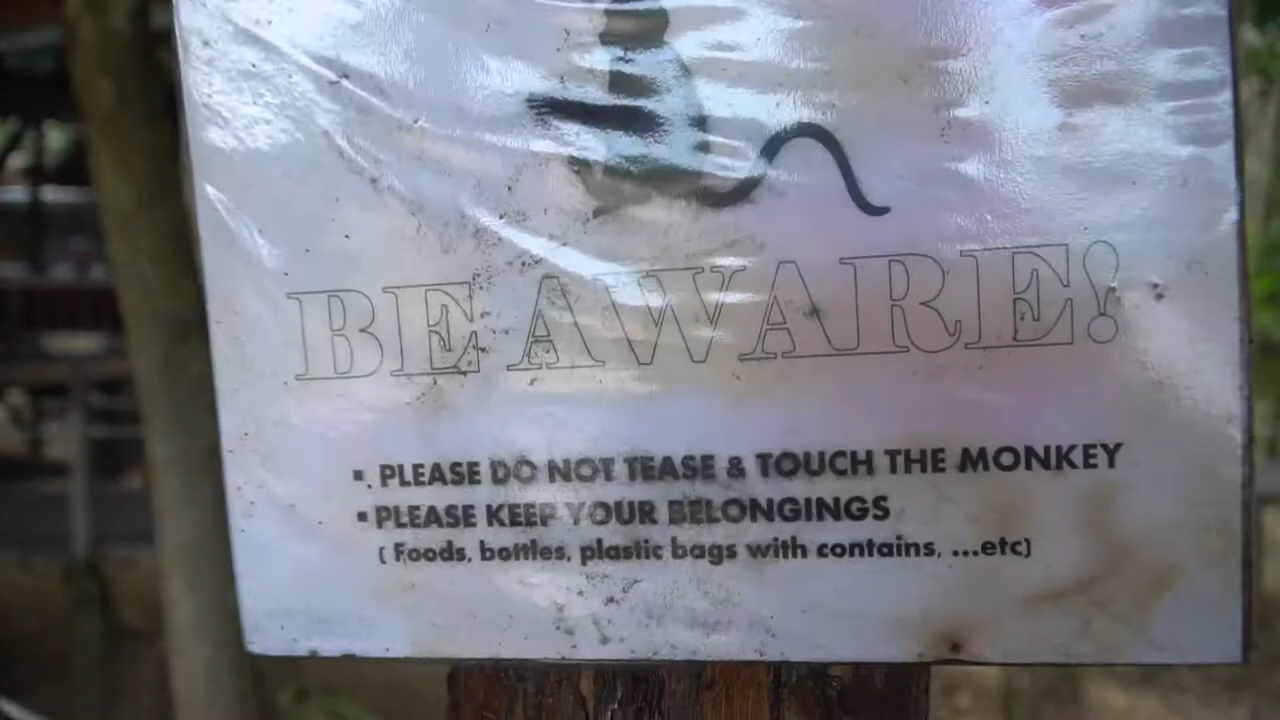 BE AWARE!
▪. PLEASE DO NOT TEASE & TOUCH THE MONKEY
▪ PLEASE KEEP YOUR BELONGINGS
( Foods, bottles, plastic bags with contains, ...etc)